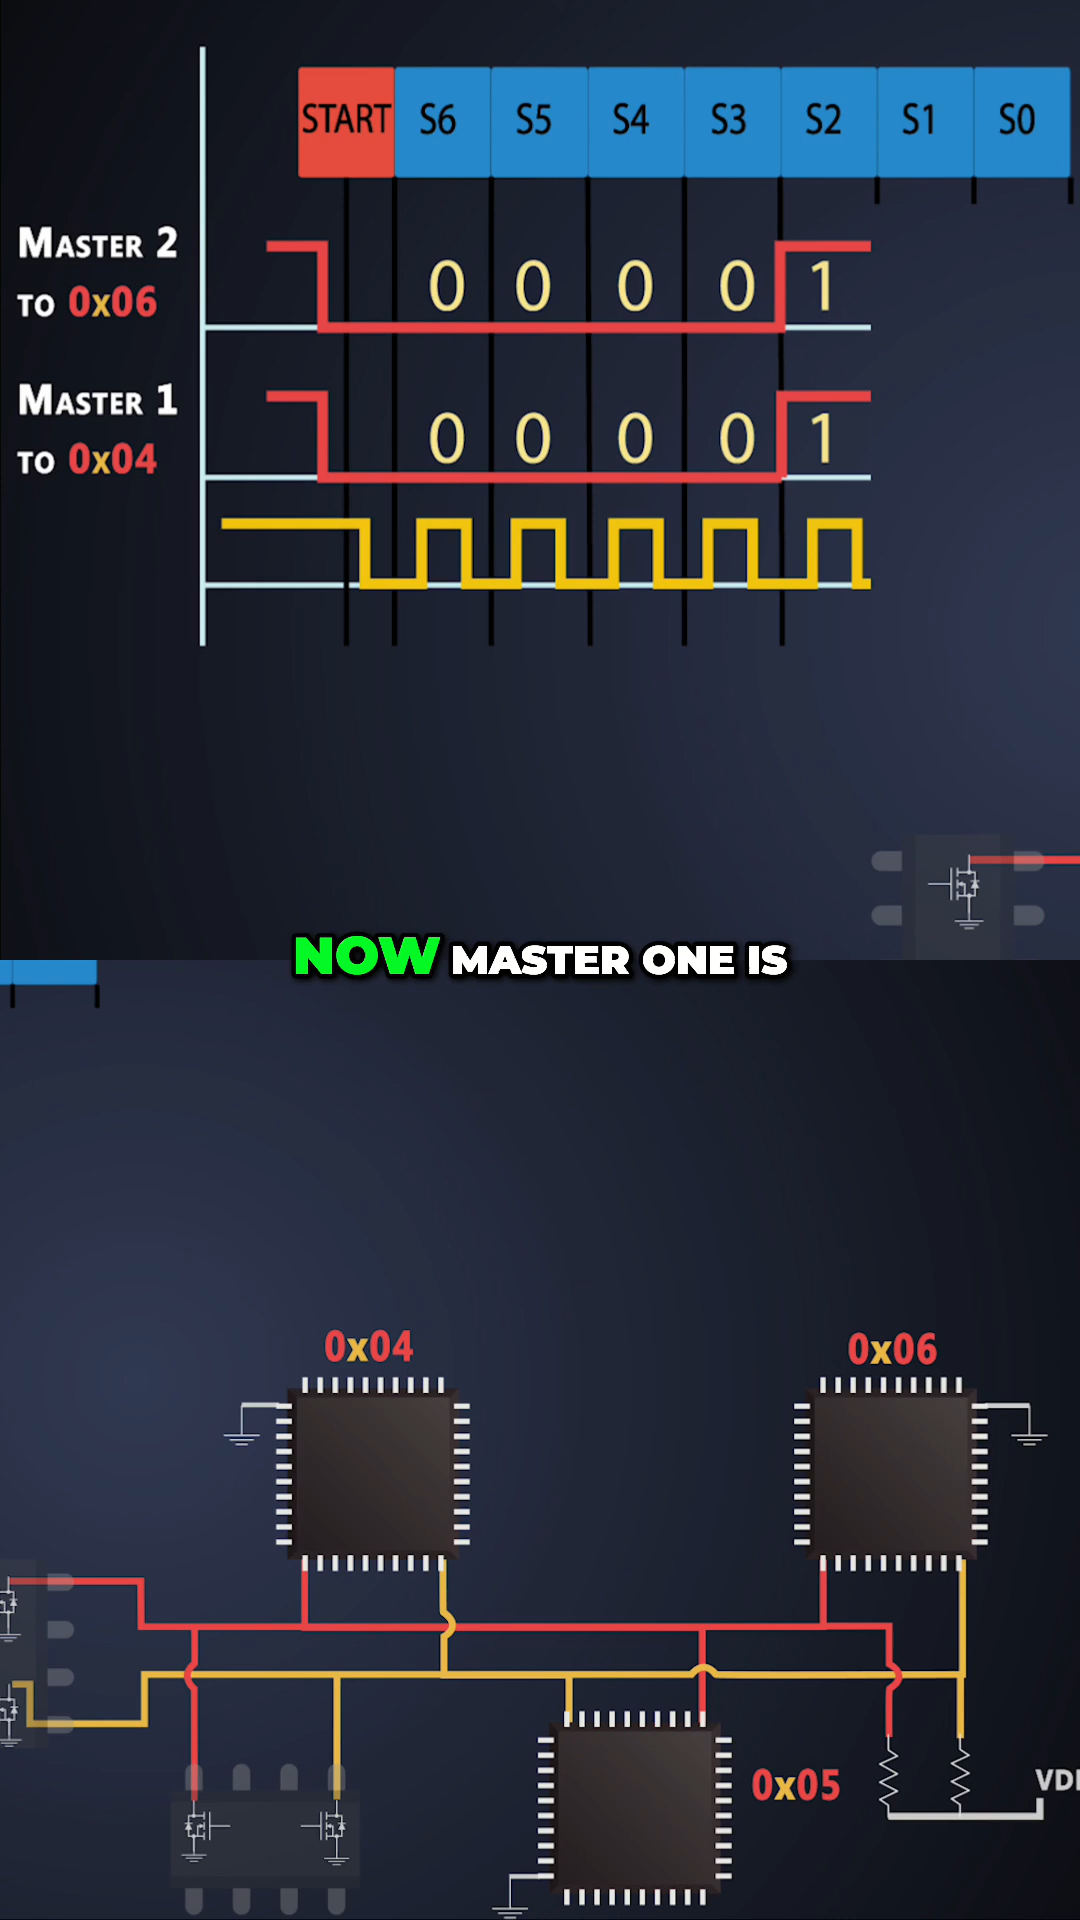 START S6 S5 S4 S3 S2 S1 S0
MASTER 2
TO 0x06
0 0 0 0 1
MASTER 1
TO 0x04
0 0 0 0 1
NOW MASTER ONE IS
0x04
0x06
0x05